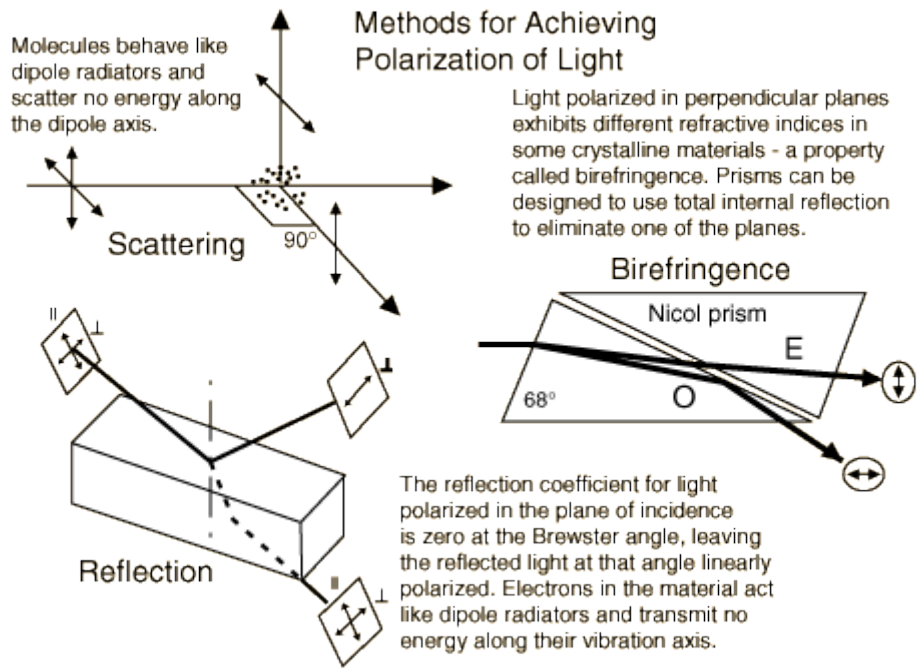 Methods for Achieving
Polarization of Light
Molecules behave like
dipole radiators and
scatter no energy along
the dipole axis.
Scattering
90°
Light polarized in perpendicular planes
exhibits different refractive indices in
some crystalline materials - a property
called birefringence. Prisms can be
designed to use total internal reflection
to eliminate one of the planes.
Birefringence
Nicol prism
E
O
68°
॥ ⊥
⊥
Reflection
॥ ⊥
The reflection coefficient for light
polarized in the plane of incidence
is zero at the Brewster angle, leaving
the reflected light at that angle linearly
polarized. Electrons in the material act
like dipole radiators and transmit no
energy along their vibration axis.